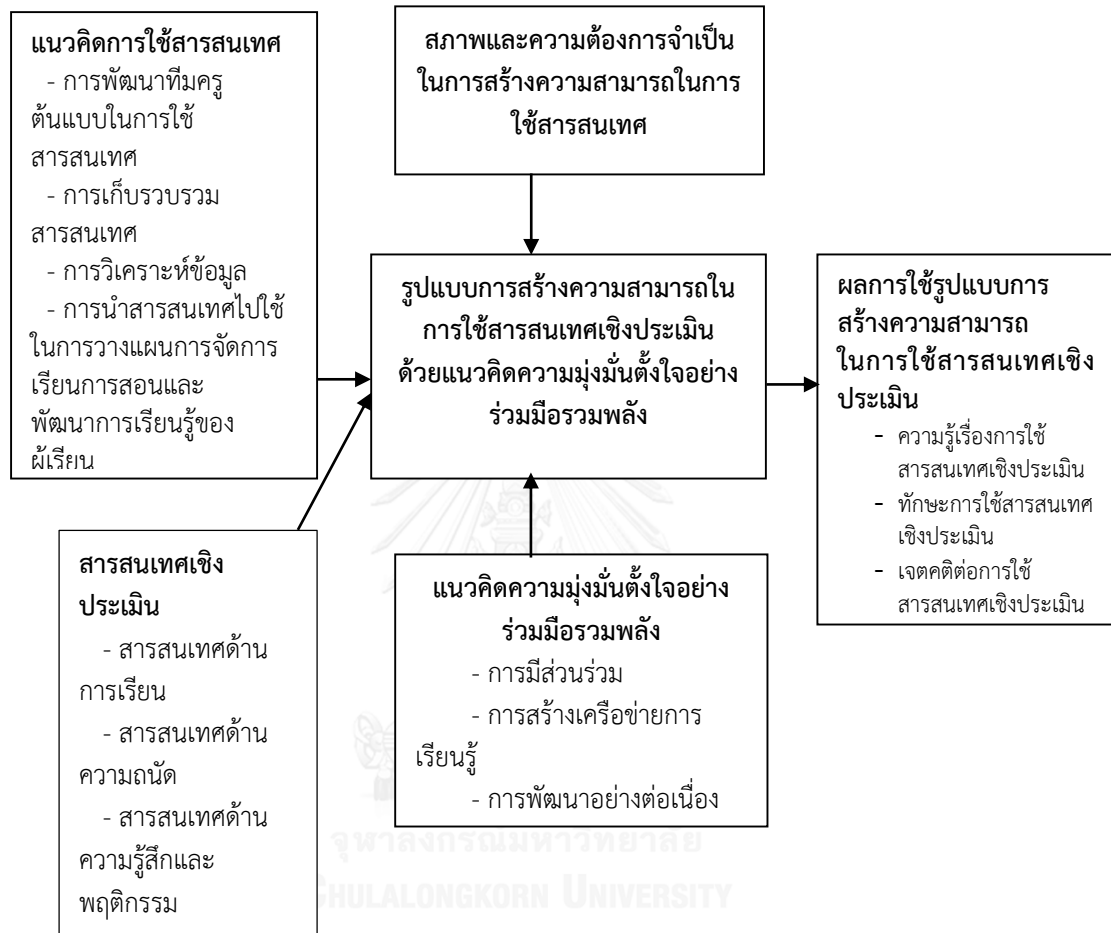 แนวคิดการใช้สารสนเทศ
- การพัฒนาทีมครู
ต้นแบบในการใช้
สารสนเทศ
- การเก็บรวบรวม
สารสนเทศ
- การวิเคราะห์ข้อมูล
- การนำสารสนเทศไปใช้
ในการวางแผนการจัดการ
เรียนการสอนและ
พัฒนาการเรียนรู้ของ
ผู้เรียน
สารสนเทศเชิง
ประเมิน
- สารสนเทศด้าน
การเรียน
- สารสนเทศด้าน
ความถนัด
- สารสนเทศด้าน
ความรู้สึกและ
พฤติกรรม
สภาพและความต้องการจำเป็น
ในการสร้างความสามารถในการ
ใช้สารสนเทศ
รูปแบบการสร้างความสามารถใน
การใช้สารสนเทศเชิงประเมิน
ด้วยแนวคิดความมุ่งมั่นตั้งใจอย่าง
ร่วมมือรวมพลัง
แนวคิดความมุ่งมั่นตั้งใจอย่าง
ร่วมมือรวมพลัง
- การมีส่วนร่วม
- การสร้างเครือข่ายการ
เรียนรู้
- การพัฒนาอย่างต่อเนื่อง
ผลการใช้รูปแบบการ
สร้างความสามารถ
ในการใช้สารสนเทศเชิง
ประเมิน
- ความรู้เรื่องการใช้
สารสนเทศเชิงประเมิน
- ทักษะการใช้สารสนเทศ
เชิงประเมิน
- เจตคติต่อการใช้
สารสนเทศเชิงประเมิน
จุฬาลงกรณ์มหาวิทยาลัย
CHULALONGKORN UNIVERSITY